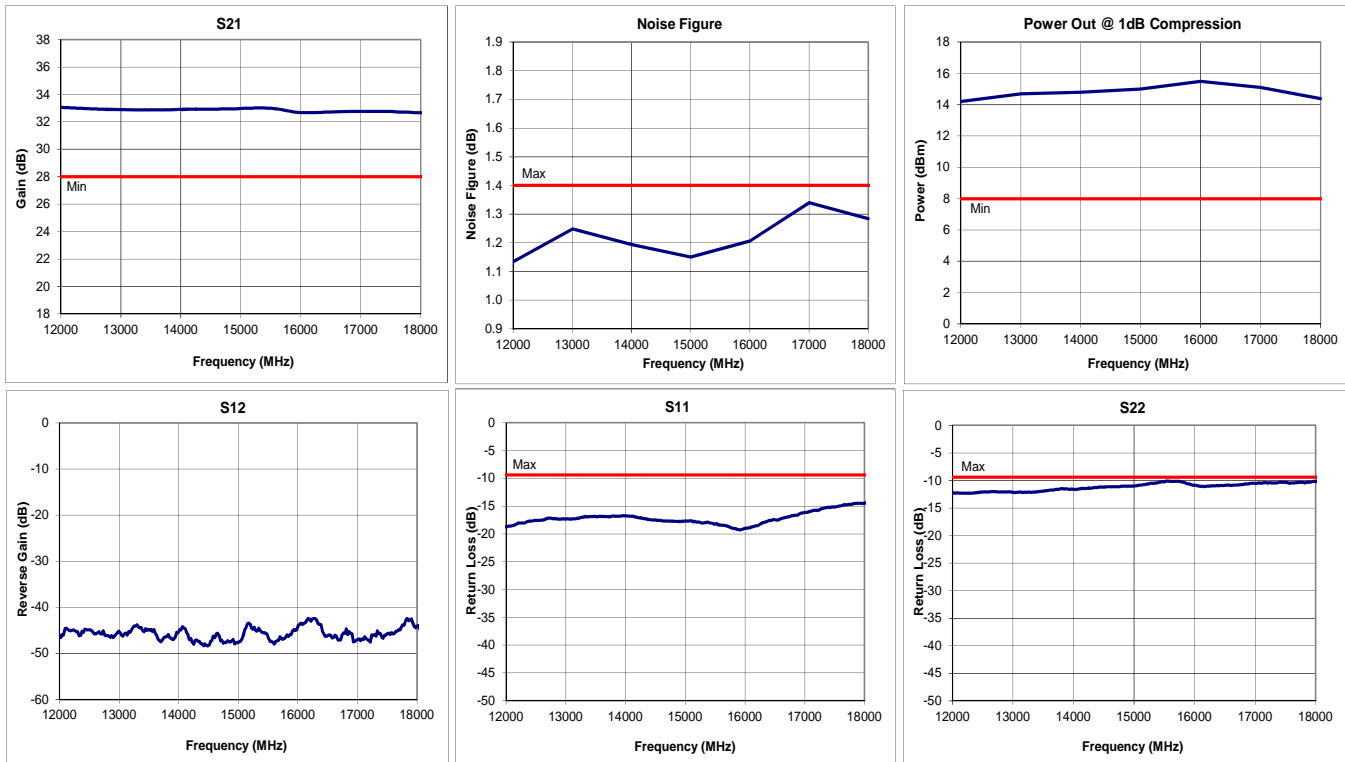 S21
Gain (dB)
38
36
34
32
30
28
26
24
22
20
18
Min
12000 13000 14000 15000 16000 17000 18000
Frequency (MHz)
Noise Figure
Noise Figure (dB)
1.9
1.8
1.7
1.6
1.5
1.4
1.3
1.2
1.1
1.0
0.9
Max
12000 13000 14000 15000 16000 17000 18000
Frequency (MHz)
Power Out @ 1dB Compression
Power (dBm)
18
16
14
12
10
8
6
4
2
0
Min
12000 13000 14000 15000 16000 17000 18000
Frequency (MHz)
S12
Reverse Gain (dB)
0
-10
-20
-30
-40
-50
-60
12000 13000 14000 15000 16000 17000 18000
Frequency (MHz)
S11
Return Loss (dB)
0
-5
-10
-15
-20
-25
-30
-35
-40
-45
-50
Max
12000 13000 14000 15000 16000 17000 18000
Frequency (MHz)
S22
Return Loss (dB)
0
-5
-10
-15
-20
-25
-30
-35
-40
-45
-50
Max
12000 13000 14000 15000 16000 17000 18000
Frequency (MHz)